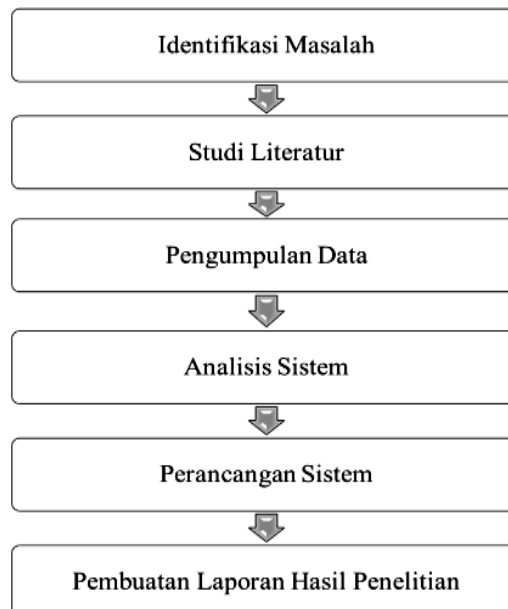 Identifikasi Masalah
Studi Literatur
Pengumpulan Data
Analisis Sistem
Perancangan Sistem
Pembuatan Laporan Hasil Penelitian